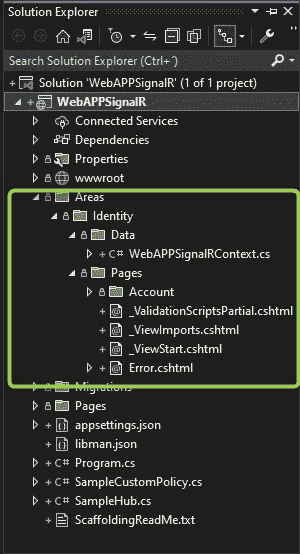 Solution Explorer
Search Solution Explorer (Ctrl+¨)
Solution 'WebAPPSignalR' (1 of 1 project)
WebAPPSignalR
Connected Services
Dependencies
Properties
wwwroot
Areas
Identity
Data
C# WebAPPSignalRContext.cs
Pages
Account
_ValidationScriptsPartial.cshtml
_ViewImports.cshtml
_ViewStart.cshtml
Error.cshtml
Migrations
Pages
appsettings.json
libman.json
C# Program.cs
C# SampleCustomPolicy.cs
C# SampleHub.cs
ScaffoldingReadMe.txt